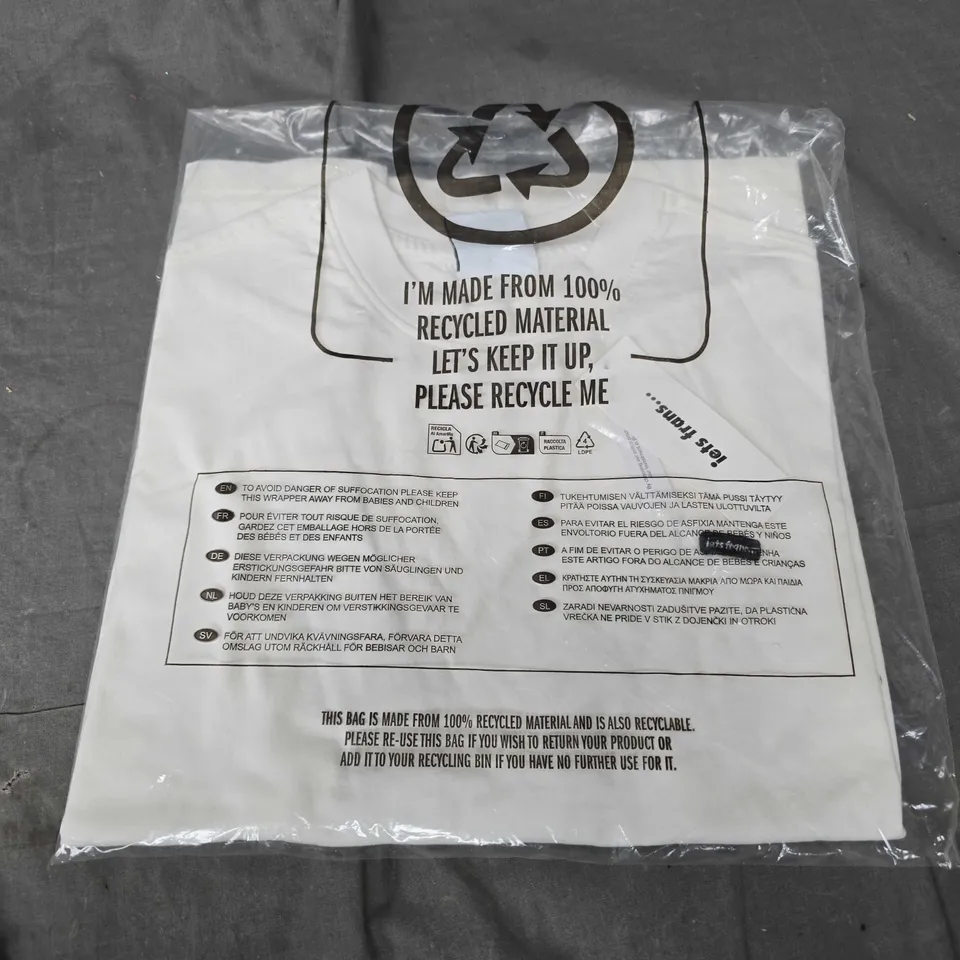 I'M MADE FROM 100%
RECYCLED MATERIAL
LET'S KEEP IT UP,
PLEASE RECYCLE ME
iets frans...
RECICLA
Al Amarillo
RACCOLTA
PLASTICA
4
LDPE
EN TO AVOID DANGER OF SUFFOCATION PLEASE KEEP
THIS WRAPPER AWAY FROM BABIES AND CHILDREN
FR POUR ÉVITER TOUT RISQUE DE SUFFOCATION,
GARDEZ CET EMBALLAGE HORS DE LA PORTÉE
DES BÉBÉS ET DES ENFANTS
DE DIESE VERPACKUNG WEGEN MÖGLICHER
ERSTICKUNGSGEFAHR BITTE VON SÄUGLINGEN UND
KINDERN FERNHALTEN
NL HOUD DEZE VERPAKKING BUITEN HET BEREIK VAN
BABY'S EN KINDEREN OM VERSTIKKINGSGEVAAR TE
VOORKOMEN
SV FÖR ATT UNDVIKA KVÄVNINGSFARA, FÖRVARA DETTA
OMSLAG UTOM RÄCKHÅLL FÖR BEBISAR OCH BARN
FI TUKEHTUMISEN VÄLTTÄMISEKSI TÄMÄ PUSSI TÄYTYY
PITÄÄ POISSA VAUVOJEN JA LASTEN ULOTTUVILTA
ES PARA EVITAR EL RIESGO DE ASFIXIA MANTENGA ESTE
ENVOLTORIO FUERA DEL ALCANCE DE BEBÉS Y NIÑOS
iets frans...
PT A FIM DE EVITAR O PERIGO DE
ESTE ARTIGO FORA DO ALCANCE DE BEBÉS E CRIANÇAS
EL ΚΡΑΤΗΣΤΕ ΑΥΤΗΝ ΤΗ ΣΥΣΚΕΥΑΣΙΑ ΜΑΚΡΙΑ ΑΠΟ ΜΩΡΑ ΚΑΙ ΠΑΙΔΙΑ
ΠΡΟΣ ΑΠΟΦΥΓΗ ΑΤΥΧΗΜΑΤΟΣ ΠΝΙΓΜΟΥ
SL ZARADI NEVARNOSTI ZADUŠITVE PAZITE, DA PLASTIČNA
VREČKA NE PRIDE V STIK Z DOJENČKI IN OTROKI
THIS BAG IS MADE FROM 100% RECYCLED MATERIAL AND IS ALSO RECYCLABLE.
PLEASE RE-USE THIS BAG IF YOU WISH TO RETURN YOUR PRODUCT OR
ADD IT TO YOUR RECYCLING BIN IF YOU HAVE NO FURTHER USE FOR IT.